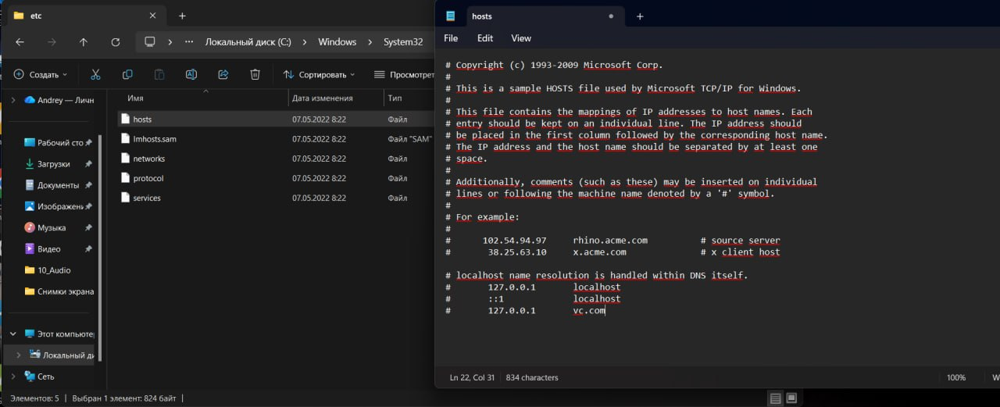 etc
Локальный диск (C:) > Windows > System32
Создать
Сортировать
Просмотрет
Andrey — Личн
Рабочий сто
Загрузки
Документы
Изображени
Музыка
Видео
10_Audio
Снимки экрана
Этот компьюте
Локальный ди
Сеть
Имя Дата изменения Тип
hosts 07.05.2022 8:22 Файл
lmhosts.sam 07.05.2022 8:22 Файл "SAM"
networks 07.05.2022 8:22 Файл
protocol 07.05.2022 8:22 Файл
services 07.05.2022 8:22 Файл
Элементов: 5 | Выбран 1 элемент: 824 байт |
hosts
File Edit View
# Copyright (c) 1993-2009 Microsoft Corp.
#
# This is a sample HOSTS file used by Microsoft TCP/IP for Windows.
#
# This file contains the mappings of IP addresses to host names. Each
# entry should be kept on an individual line. The IP address should
# be placed in the first column followed by the corresponding host name.
# The IP address and the host name should be separated by at least one
# space.
#
# Additionally, comments (such as these) may be inserted on individual
# lines or following the machine name denoted by a '#' symbol.
#
# For example:
#
# 102.54.94.97 rhino.acme.com # source server
# 38.25.63.10 x.acme.com # x client host
# localhost name resolution is handled within DNS itself.
# 127.0.0.1 localhost
# ::1 localhost
# 127.0.0.1 vc.com
Ln 22, Col 31 834 characters 100% W